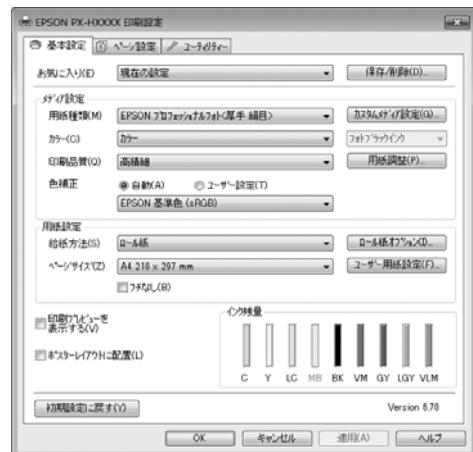 EPSON PX-HXXXX 印刷設定
基本設定 ページ設定 ユーティリティー
お気に入り(E) 現在の設定 保存/削除(D)...
メディア設定
用紙種類(M) EPSON プロフェッショナルフォト<厚手 絹目> カスタムメディア設定(G)...
カラー(C) カラー フォトブラックインク
印刷品質(Q) 高精細 用紙調整(P)...
色補正 自動(A) ユーザー設定(T)
EPSON 基準色 (sRGB)
用紙設定
給紙方法(S) ロール紙 ロール紙オプション(I)...
ページサイズ(Z) A4 210 x 297 mm ユーザー用紙設定(F)...
フチなし(B)
印刷プレビューを
表示する(V)
ポスターレイアウトに配置(L)
インク残量
C Y LC MB BK VM GY LGY VLM
初期設定に戻す(Y) Version 6.70
OK キャンセル 適用(A) ヘルプ